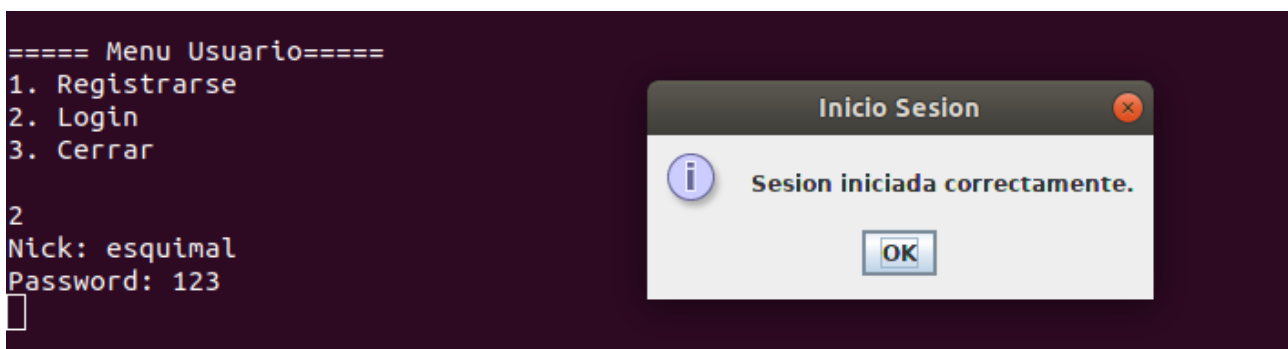 ===== Menu Usuario=====
1. Registrarse
2. Login
3. Cerrar
2
Nick: esquimal
Password: 123
Inicio Sesion
i
Sesion iniciada correctamente.
OK